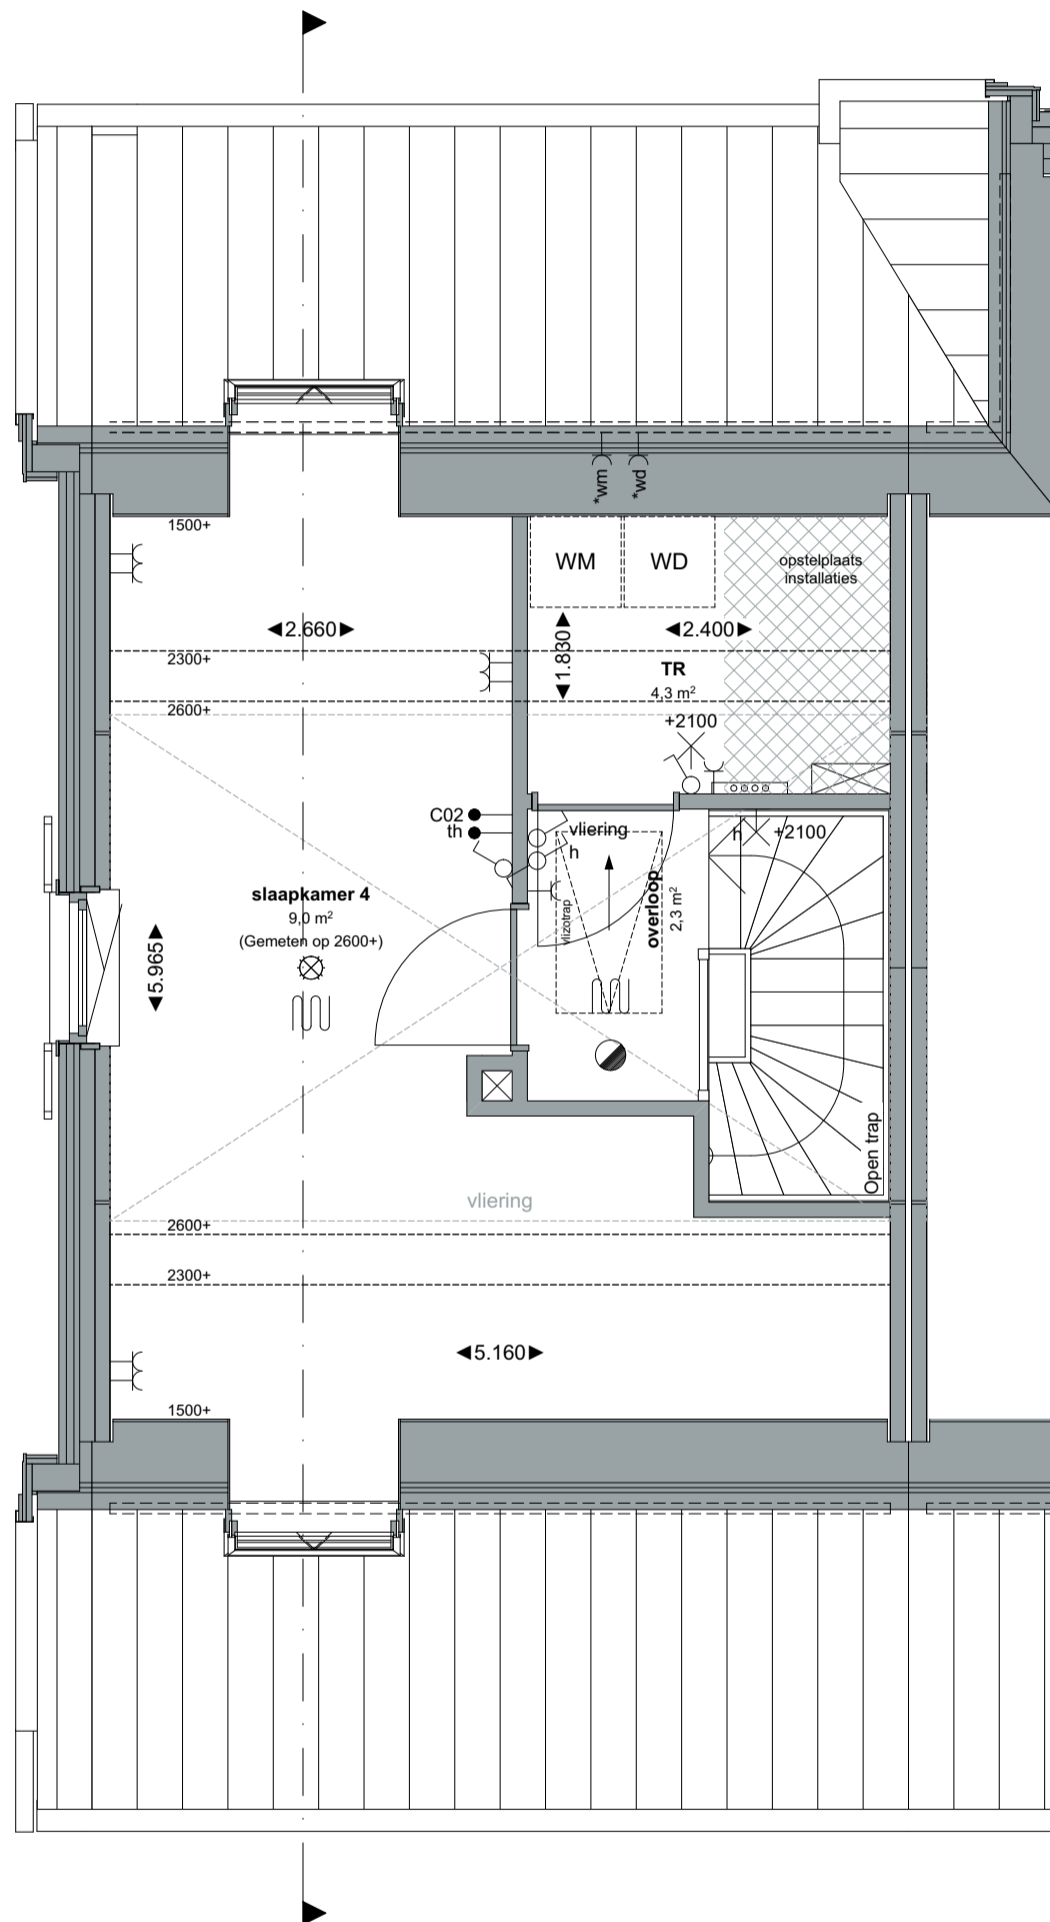 *wm
*wd
1500+
WM
WD
opstelplaats
installaties
2.660
1.830
2.400
2300+
TR
4,3 m²
2600+
+2100
C02
th
vliering
h
h
+2100
slaapkamer 4
9,0 m²
(Gemeten op 2600+)
vlizotrap
overloop
2,3 m²
5.965
Open trap
vliering
2600+
2300+
5.160
1500+